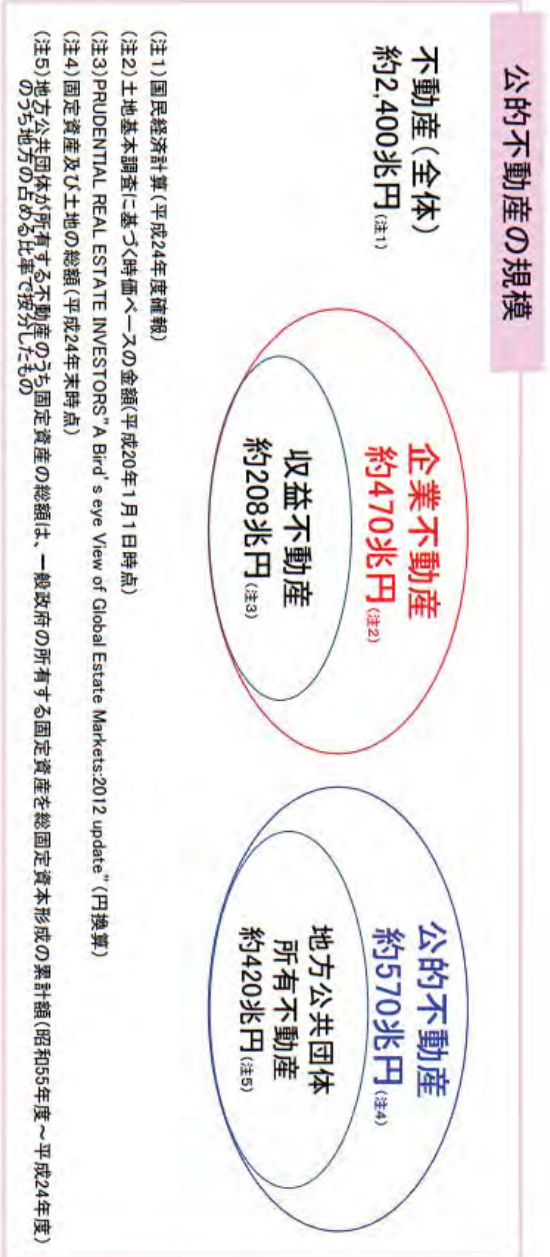 公的不動産の規模
不動産(全体)
約2,400兆円(注1)
企業不動産
約470兆円(注2)
収益不動産
約208兆円(注3)
公的不動産
約570兆円(注4)
地方公共団体
所有不動産
約420兆円(注5)
(注1)国民経済計算(平成24年度確報)
(注2)土地基本調査に基づく時価ベースの金額(平成20年1月1日時点)
(注3)PRUDENTIAL REAL ESTATE INVESTORS"A Bird's eye View of Global Estate Markets:2012 update"(円換算)
(注4)固定資産及び土地の総額(平成24年末時点)
(注5)地方公共団体が所有する不動産のうち固定資産の総額は、一般政府の所有する固定資産を総固定資本形成の累計額(昭和55年度~平成24年度)
のうち地方の占める比率で按分したもの